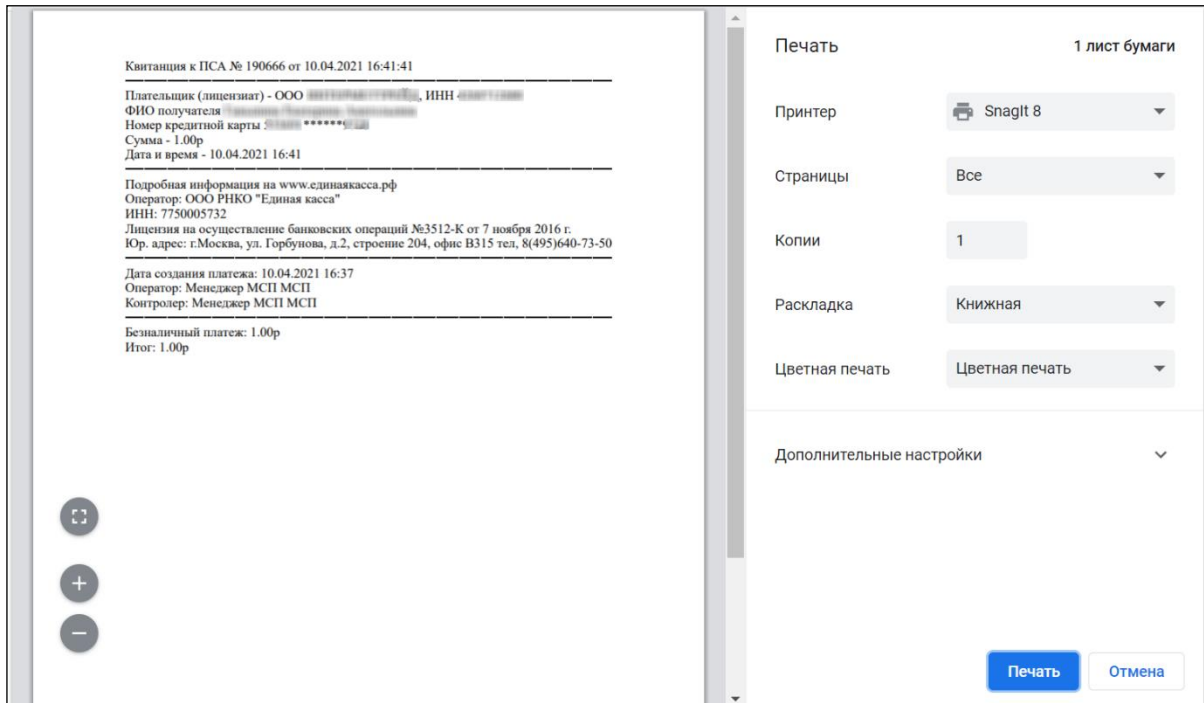 Квитанция к ПСА № 190666 от 10.04.2021 16:41:41
Плательщик (лицензиат) - ООО , ИНН
ФИО получателя
Номер кредитной карты ******
Сумма - 1.00р
Дата и время - 10.04.2021 16:41
Подробная информация на www.единаякасса.рф
Оператор: ООО РНКО "Единая касса"
ИНН: 7750005732
Лицензия на осуществление банковских операций №3512-К от 7 ноября 2016 г.
Юр. адрес: г.Москва, ул. Горбунова, д.2, строение 204, офис В315 тел, 8(495)640-73-50
Дата создания платежа: 10.04.2021 16:37
Оператор: Менеджер МСП МСП
Контролер: Менеджер МСП МСП
Безналичный платеж: 1.00р
Итог: 1.00р
Печать 1 лист бумаги
Принтер SnagIt 8
Страницы Все
Копии 1
Раскладка Книжная
Цветная печать Цветная печать
Дополнительные настройки
Печать Отмена